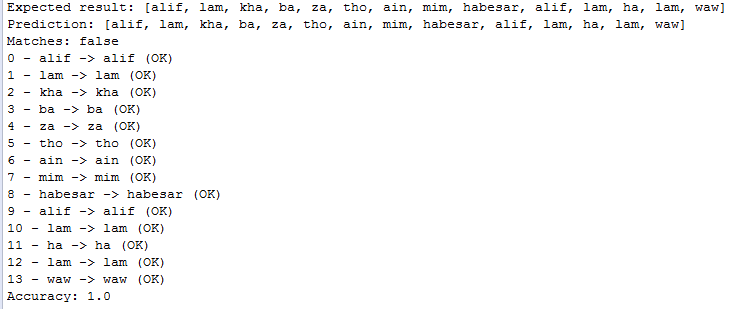 Expected result: [alif, lam, kha, ba, za, tho, ain, mim, habesar, alif, lam, ha, lam, waw]
Prediction: [alif, lam, kha, ba, za, tho, ain, mim, habesar, alif, lam, ha, lam, waw]
Matches: false
0 - alif -> alif (OK)
1 - lam -> lam (OK)
2 - kha -> kha (OK)
3 - ba -> ba (OK)
4 - za -> za (OK)
5 - tho -> tho (OK)
6 - ain -> ain (OK)
7 - mim -> mim (OK)
8 - habesar -> habesar (OK)
9 - alif -> alif (OK)
10 - lam -> lam (OK)
11 - ha -> ha (OK)
12 - lam -> lam (OK)
13 - waw -> waw (OK)
Accuracy: 1.0